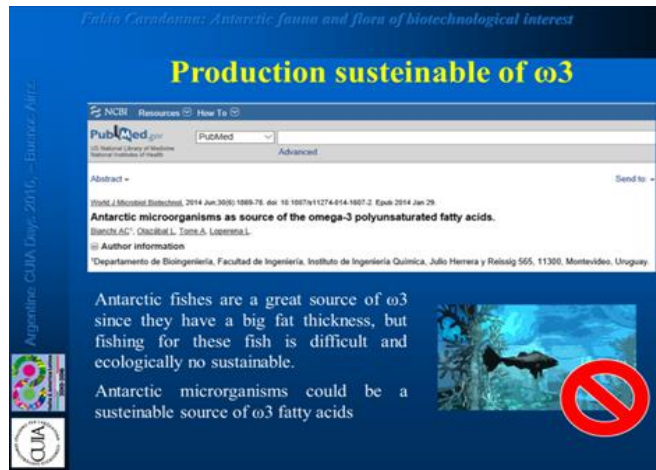 Fabio Caradonna: Antarctic fauna and flora of biotechnological interest
Production susteinable of ω3
NCBI Resources How To
PubMed.gov
US National Library of Medicine
National Institutes of Health
PubMed
Advanced
Abstract
Send to:
World J Microbiol Biotechnol. 2014 Jun;30(6):1869-78. doi: 10.1007/s11274-014-1607-2. Epub 2014 Jan 29.
Antarctic microorganisms as source of the omega-3 polyunsaturated fatty acids.
Bianchi AC1, Olazábal L, Torre A, Loperena L.
Author information
1Departamento de Bioingeniería, Facultad de Ingeniería, Instituto de Ingeniería Química, Julio Herrera y Reissig 565, 11300, Montevideo, Uruguay.
Antarctic fishes are a great source of ω3
since they have a big fat thickness, but
fishing for these fish is difficult and
ecologically no sustainable.
Antarctic microrganisms could be a
susteinable source of ω3 fatty acids
Argentine CUIA Days 2016, – Buenos Aires
CUIA